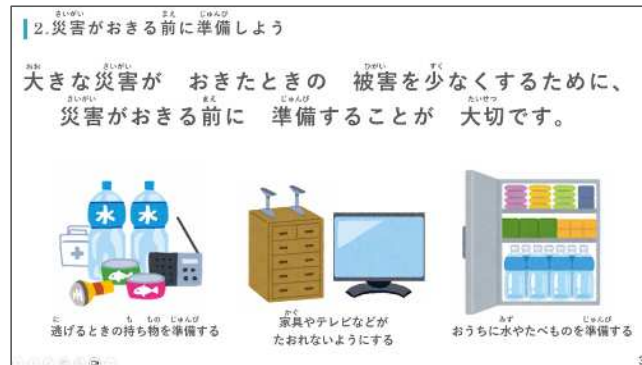 2.災害がおきる前に準備しよう
大きな災害が　おきたときの　被害を少なくするために、
災害がおきる前に　準備することが　大切です。
水 水
逃げるときの持ち物を準備する
家具やテレビなどが
たおれないようにする
おうちに水やたべものを準備する
3